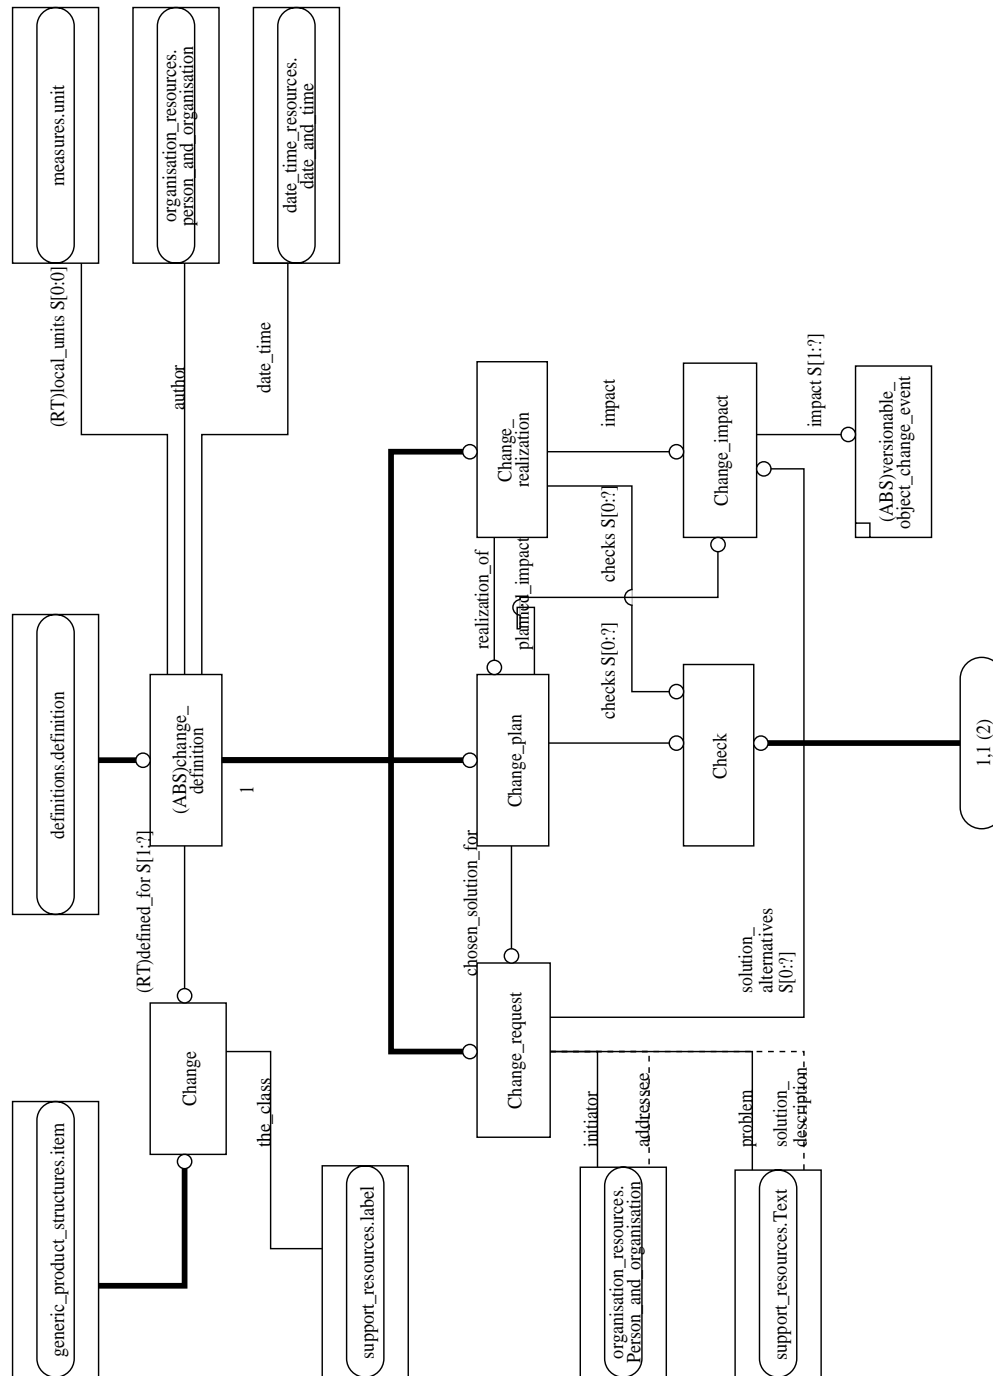 measures.unit
organisation_resources.
person_and_organisation
date_time_resources.
date_and_time
(RT)local_units S[0:0]
author
date_time
definitions.definition
(ABS)change_
definition
1
(RT)defined_for S[1:?]
Change
the_class
generic_product_structures.item
support_resources.label
Change_
realization
impact
Change_impact
impact S[1:?]
(ABS)versionable_
object_change_event
realization_of
planned_impact
checks S[0:?]
checks S[0:?]
Change_plan
Check
1,1 (2)
chosen_solution_for
Change_request
solution_
alternatives
S[0:?]
initiator
addressee
problem
solution_
description
organisation_resources.
Person_and_organisation
support_resources.Text